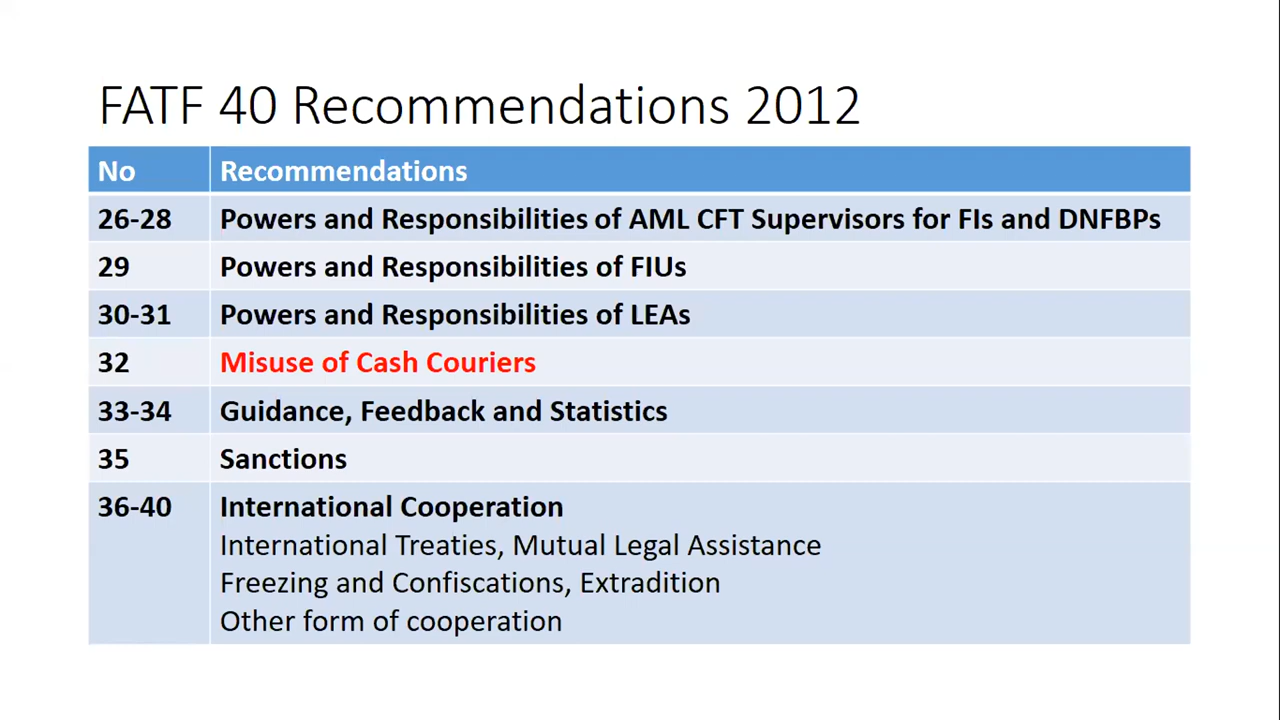 FATF 40 Recommendations 2012
No Recommendations
26-28 Powers and Responsibilities of AML CFT Supervisors for FIs and DNFBPs
29 Powers and Responsibilities of FIUs
30-31 Powers and Responsibilities of LEAs
32 Misuse of Cash Couriers
33-34 Guidance, Feedback and Statistics
35 Sanctions
36-40 International Cooperation
International Treaties, Mutual Legal Assistance
Freezing and Confiscations, Extradition
Other form of cooperation